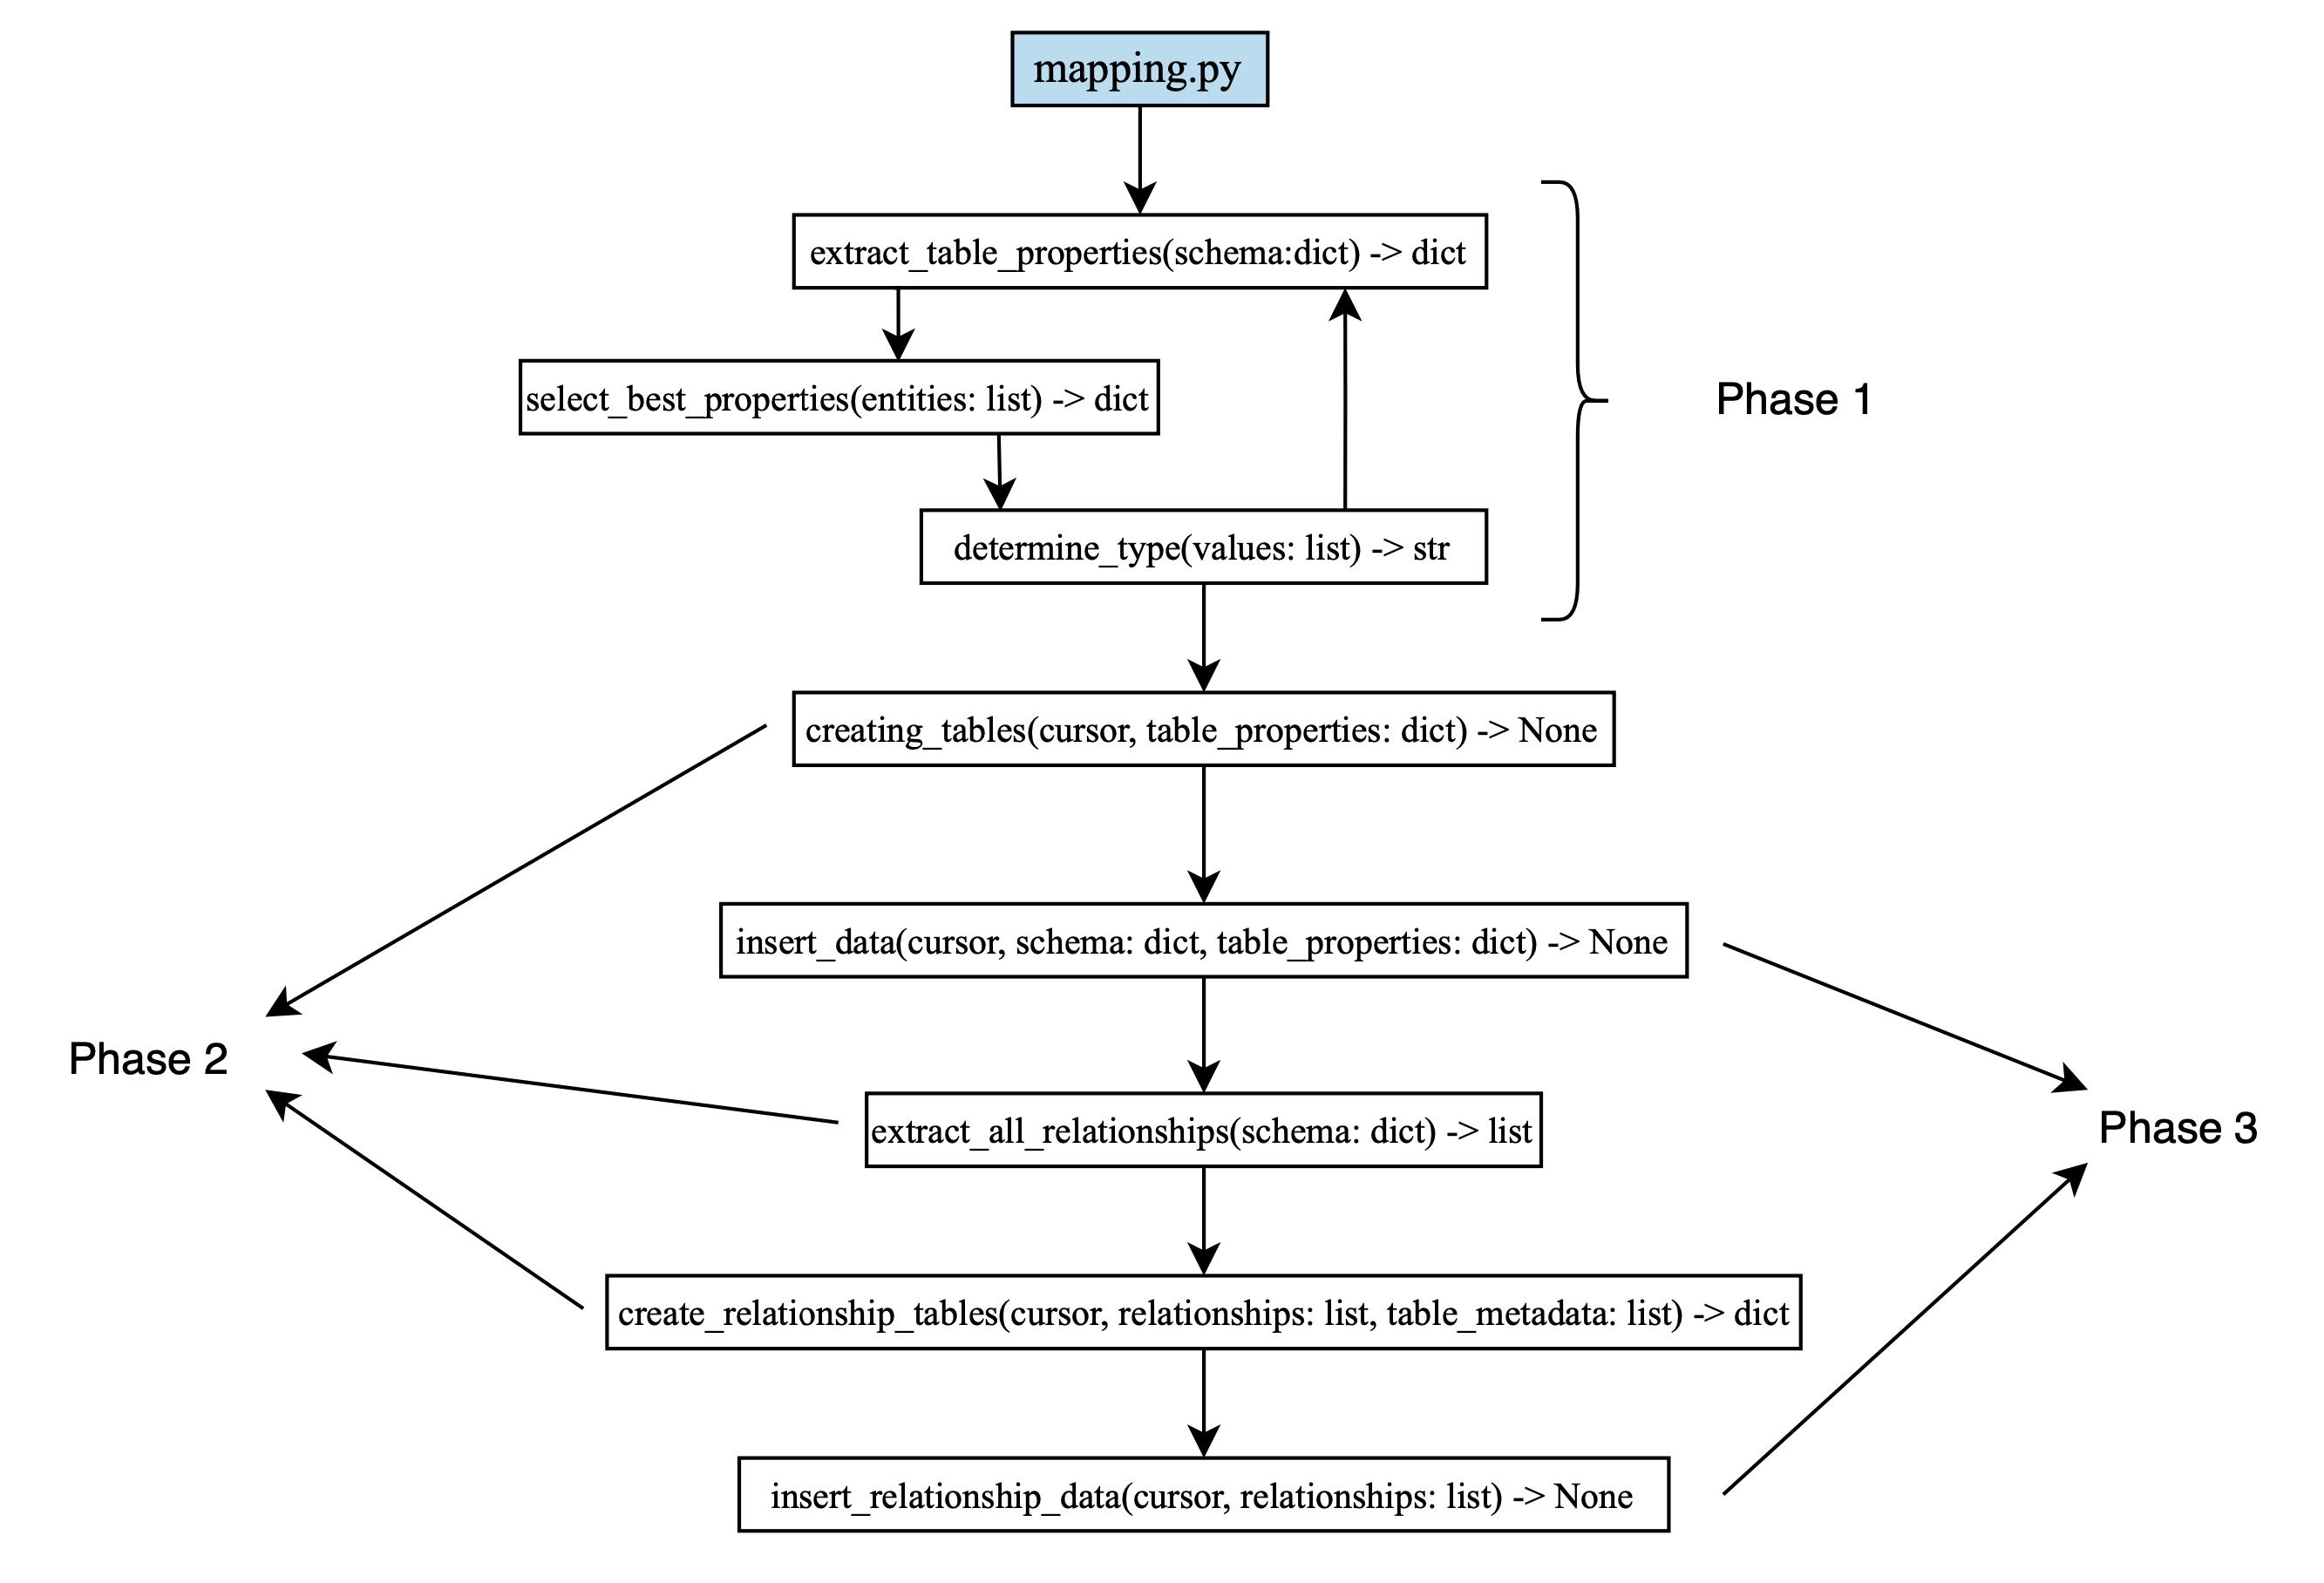 mapping.py
extract_table_properties(schema:dict) -> dict
select_best_properties(entities: list) -> dict
Phase 1
determine_type(values: list) -> str
creating_tables(cursor, table_properties: dict) -> None
insert_data(cursor, schema: dict, table_properties: dict) -> None
Phase 2
extract_all_relationships(schema: dict) -> list
Phase 3
create_relationship_tables(cursor, relationships: list, table_metadata: list) -> dict
insert_relationship_data(cursor, relationships: list) -> None